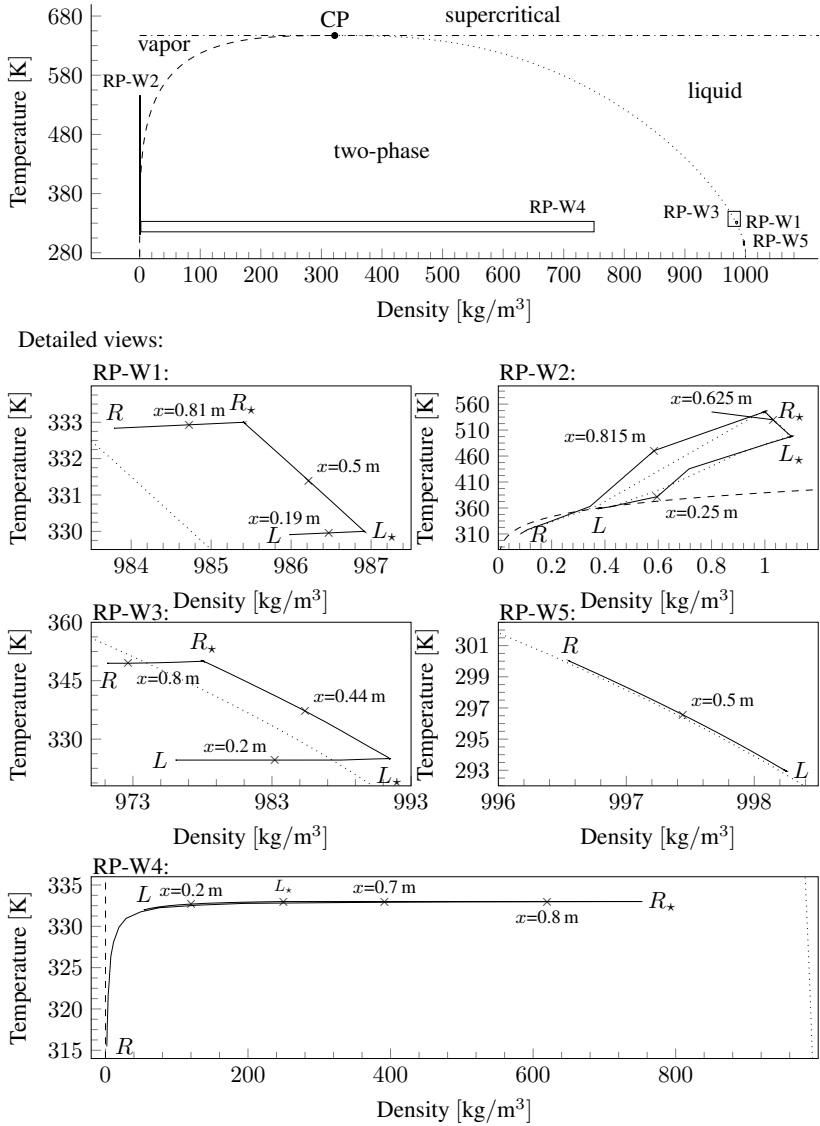 680
580
480
380
280
Temperature [K]
CP
supercritical
vapor
RP-W2
liquid
two-phase
RP-W4
RP-W3
RP-W1
RP-W5
0
100
200
300
400
500
600
700
800
900
1000
Density [kg/m³]
Detailed views:
RP-W1:
333
332
331
330
Temperature [K]
R
x=0.81 m
R⋆
x=0.5 m
x=0.19 m
L
L⋆
984
985
986
987
Density [kg/m³]
RP-W2:
560
510
460
410
360
310
Temperature [K]
x=0.625 m
R⋆
x=0.815 m
L⋆
R
L
x=0.25 m
0
0.2
0.4
0.6
0.8
1
Density [kg/m³]
RP-W3:
360
345
330
Temperature [K]
R⋆
R
x=0.8 m
x=0.44 m
x=0.2 m
L
L⋆
973
983
993
Density [kg/m³]
RP-W5:
301
299
297
295
293
Temperature [K]
R
x=0.5 m
L
996
997
998
Density [kg/m³]
RP-W4:
335
330
325
320
315
Temperature [K]
L
x=0.2 m
L⋆
x=0.7 m
x=0.8 m
R⋆
R
0
200
400
600
800
Density [kg/m³]